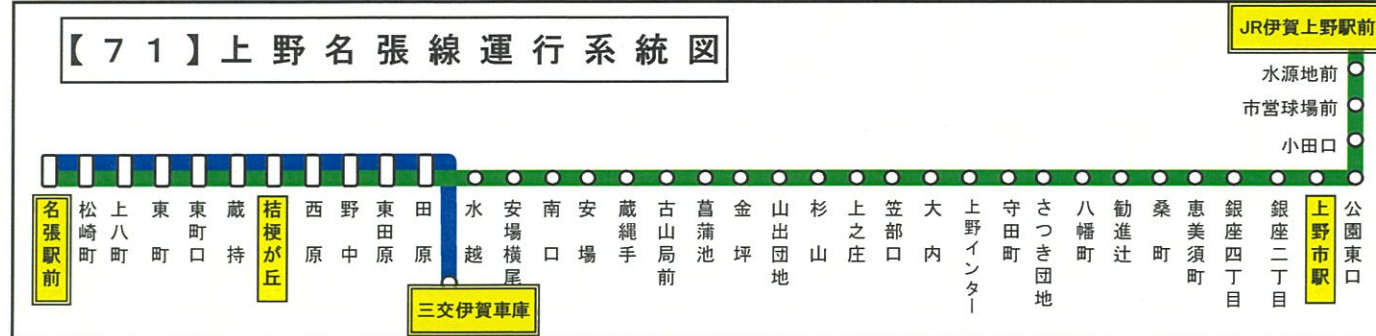 【７１】上野名張線運行系統図
JR伊賀上野駅前
水源地前
市営球場前
小田口
名張駅前
松崎町
上八町
東町
東町口
蔵持
桔梗が丘
西原
野中
東田原
田原
水越
安場横尾
南口
安場
蔵縄手
古山局前
菖蒲池
金坪
山出団地
杉山
上之庄
笠部口
大内
上野インター
守田町
さつき団地
八幡町
勧進辻
桑町
恵美須町
銀座四丁目
銀座二丁目
上野市駅
公園東口
三交伊賀車庫